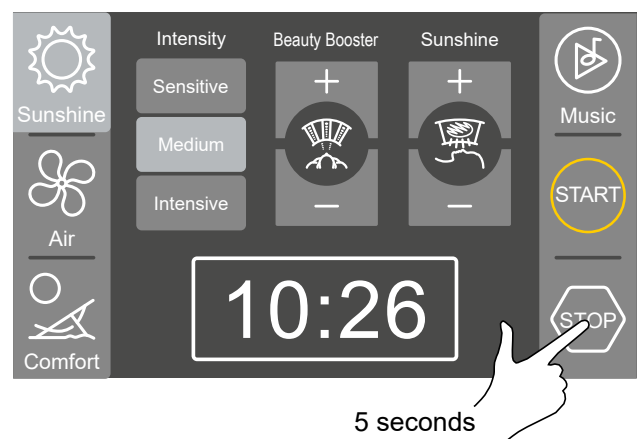 Sunshine
Air
Comfort
Intensity
Sensitive
Medium
Intensive
Beauty Booster
+
–
Sunshine
+
–
10:26
Music
START
STOP
5 seconds